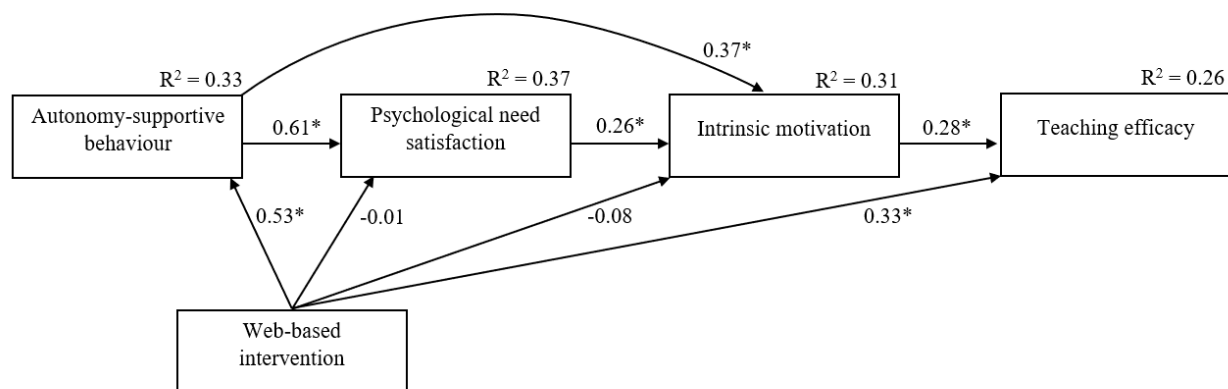 0.37*
R² = 0.33
R² = 0.37
R² = 0.31
R² = 0.26
Autonomy-supportive
behaviour
0.61*
Psychological need
satisfaction
0.26*
Intrinsic motivation
0.28*
Teaching efficacy
0.53*
-0.01
-0.08
0.33*
Web-based
intervention